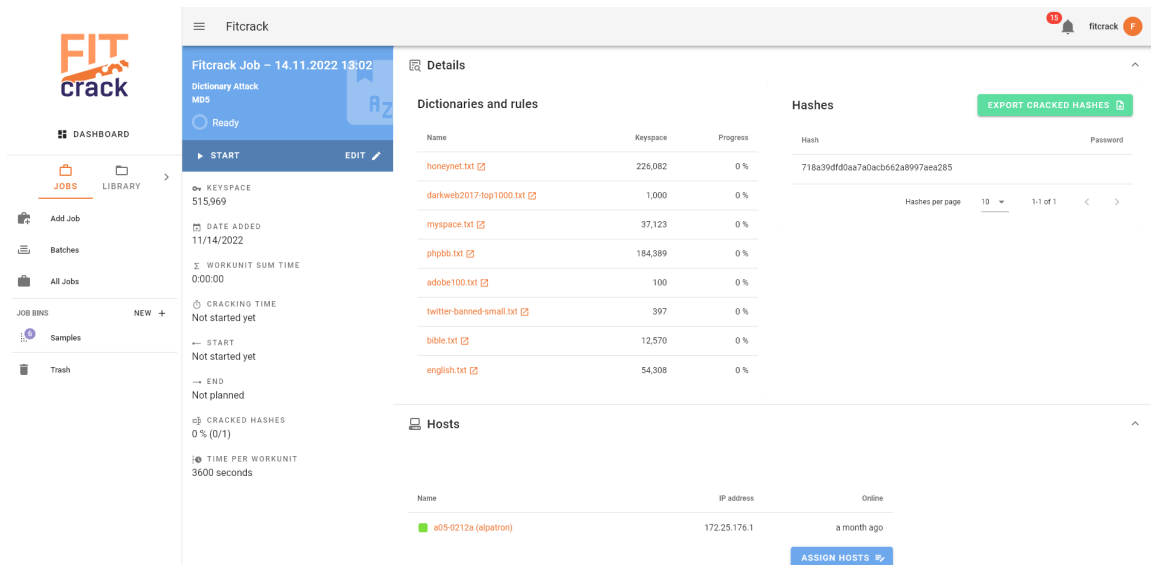 FIT
crack
DASHBOARD
JOBS
LIBRARY
Add Job
Batches
All Jobs
JOB BINS
NEW +
6
Samples
Trash
Fitcrack
15
fitcrack
F
Fitcrack Job – 14.11.2022 13:02
Dictionary Attack
MD5
AZ
Ready
START
EDIT
KEYSPACE
515,969
DATE ADDED
11/14/2022
WORKUNIT SUM TIME
0:00:00
CRACKING TIME
Not started yet
START
Not started yet
END
Not planned
CRACKED HASHES
0 % (0/1)
TIME PER WORKUNIT
3600 seconds
Details
Dictionaries and rules
Name Keyspace Progress
honeynet.txt 226,082 0 %
darkweb2017-top1000.txt 1,000 0 %
myspace.txt 37,123 0 %
phpbb.txt 184,389 0 %
adobe100.txt 100 0 %
twitter-banned-small.txt 397 0 %
bible.txt 12,570 0 %
english.txt 54,308 0 %
Hashes
EXPORT CRACKED HASHES
Hash Password
718a39dfd0aa7a0acb662a8997aea285
Hashes per page 10 1-1 of 1
Hosts
Name IP address Online
a05-0212a (alpatron) 172.25.176.1 a month ago
ASSIGN HOSTS